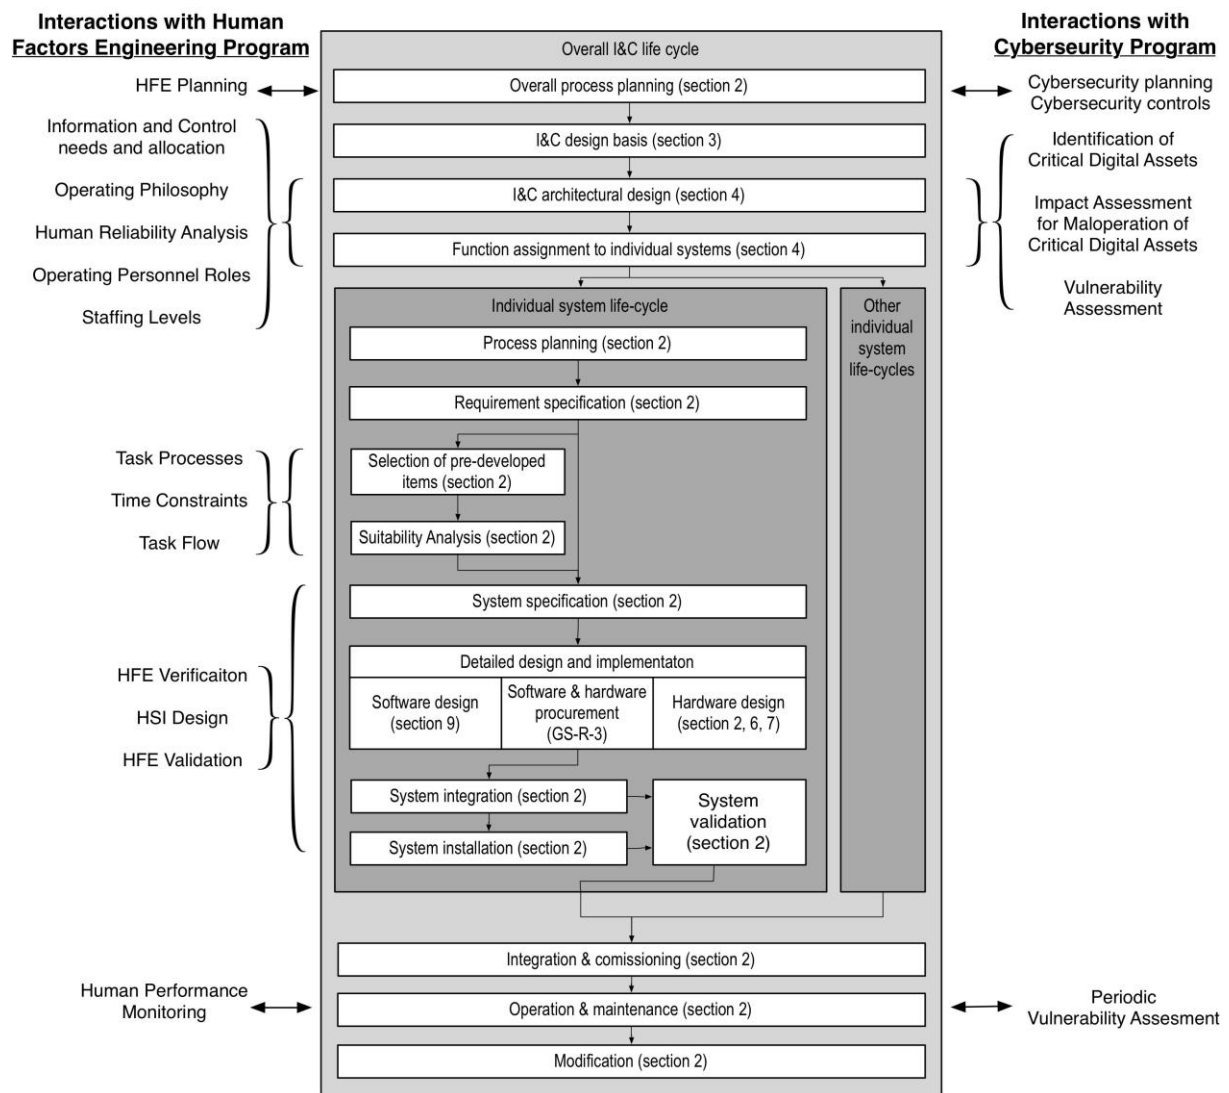 Interactions with Human
Factors Engineering Program
HFE Planning
Information and Control
needs and allocation
Operating Philosophy
Human Reliability Analysis
Operating Personnel Roles
Staffing Levels
Task Processes
Time Constraints
Task Flow
HFE Verificaiton
HSI Design
HFE Validation
Human Performance
Monitoring
Overall I&C life cycle
Overall process planning (section 2)
I&C design basis (section 3)
I&C architectural design (section 4)
Function assignment to individual systems (section 4)
Individual system life-cycle
Process planning (section 2)
Requirement specification (section 2)
Selection of pre-developed
items (section 2)
Suitability Analysis (section 2)
System specification (section 2)
Detailed design and implementaton
Software design
(section 9)
Software & hardware
procurement
(GS-R-3)
Hardware design
(section 2, 6, 7)
System integration (section 2)
System installation (section 2)
System
validation
(section 2)
Other
individual
system
life-cycles
Integration & comissioning (section 2)
Operation & maintenance (section 2)
Modification (section 2)
Interactions with
Cyberseurity Program
Cybersecurity planning
Cybersecurity controls
Identification of
Critical Digital Assets
Impact Assessment
for Maloperation of
Critical Digital Assets
Vulnerability
Assessment
Periodic
Vulnerability Assesment